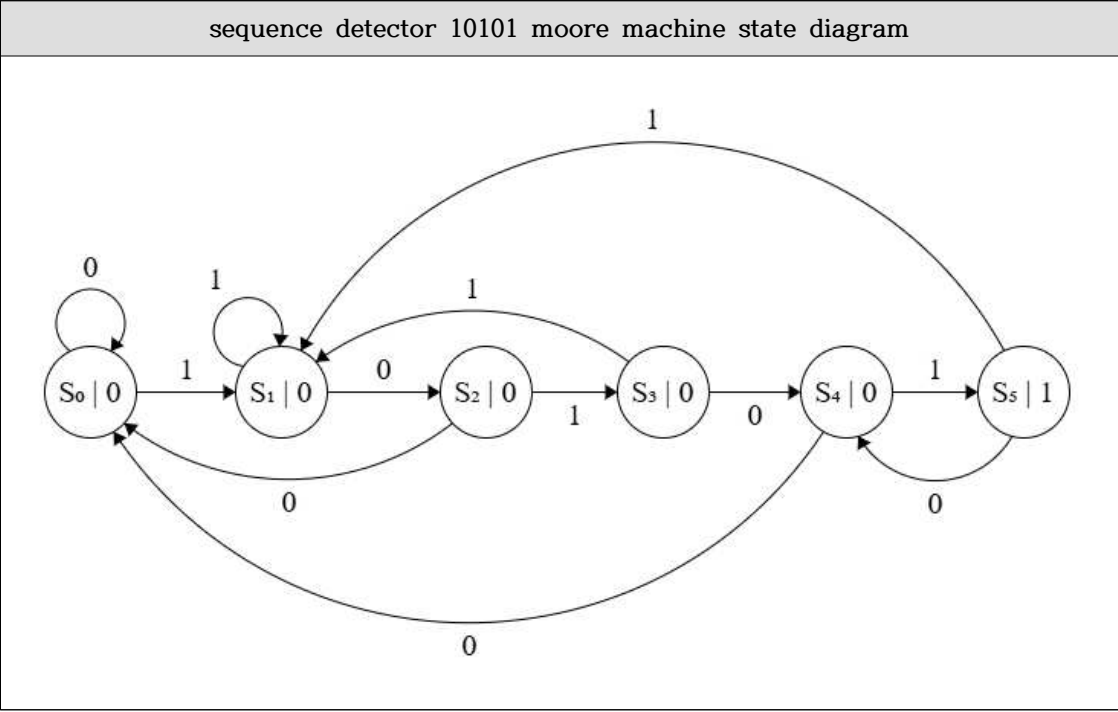 sequence detector 10101 moore machine state diagram
1
0
1
1
S₀ | 0
1
S₁ | 0
0
S₂ | 0
1
S₃ | 0
0
S₄ | 0
1
S₅ | 1
0
0
0